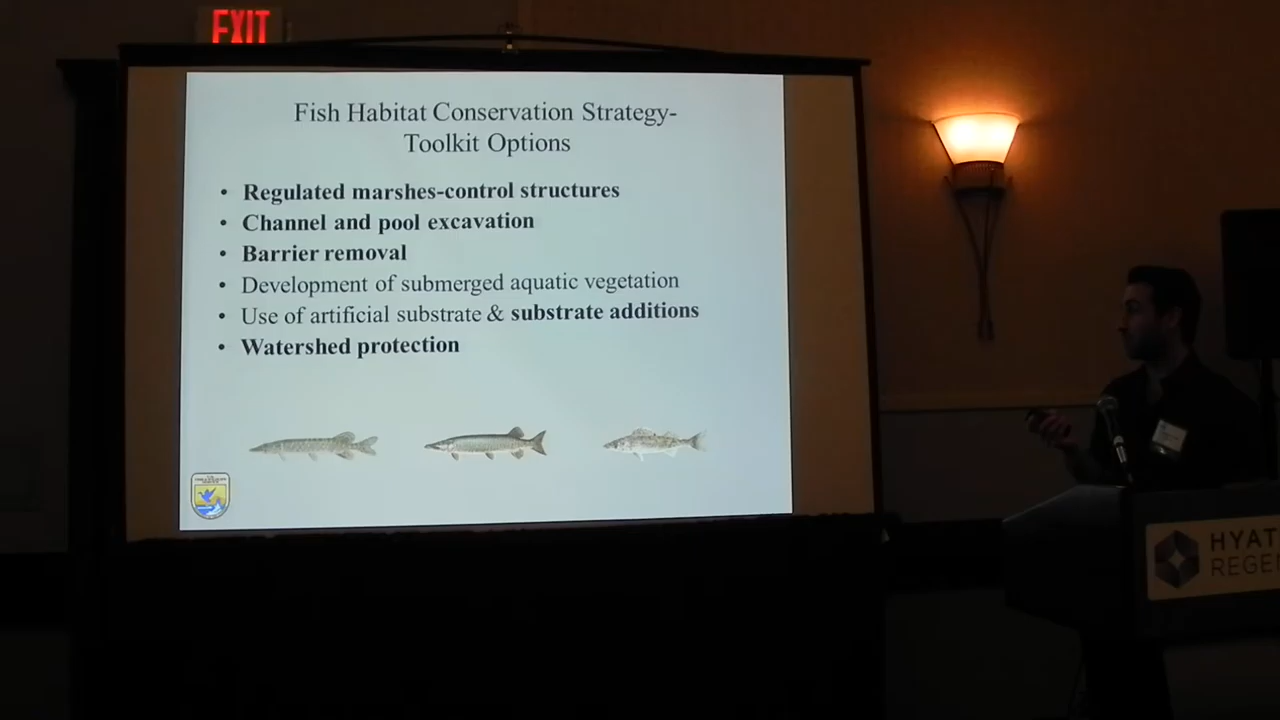 EXIT
Fish Habitat Conservation Strategy-
Toolkit Options
• Regulated marshes-control structures
• Channel and pool excavation
• Barrier removal
• Development of submerged aquatic vegetation
• Use of artificial substrate & substrate additions
• Watershed protection
HYAT
REGE